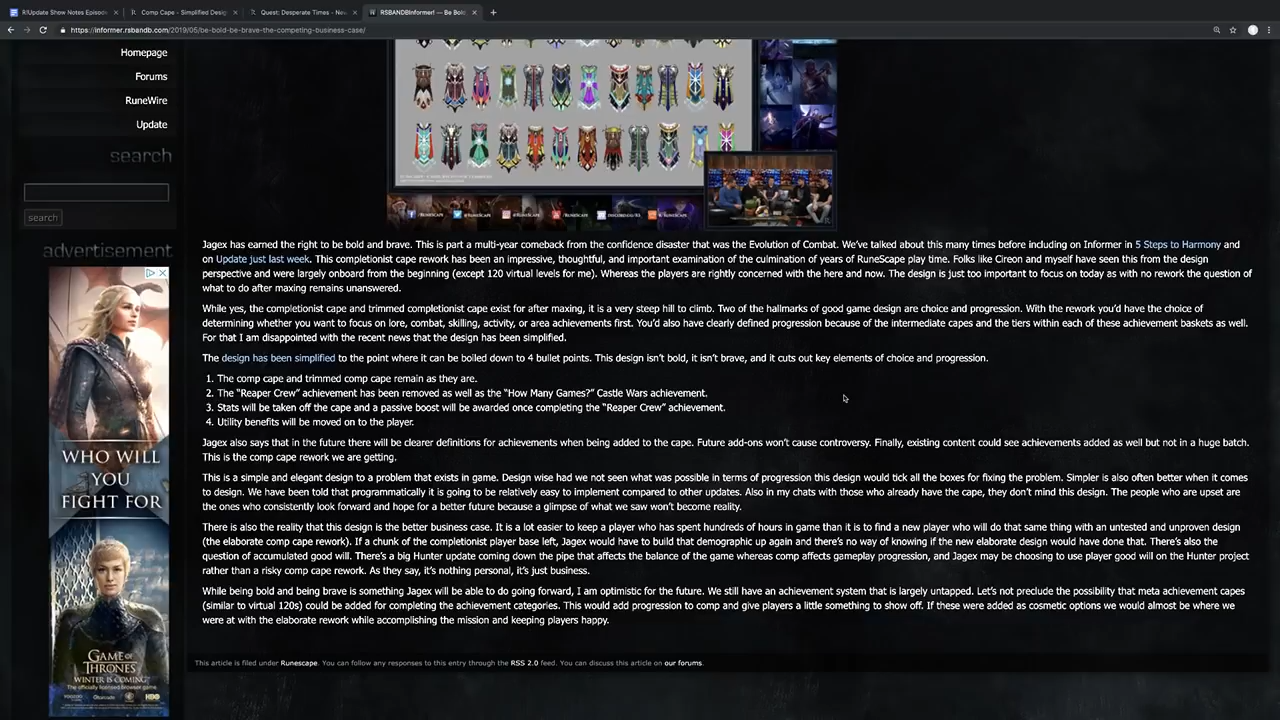 R!Update Show Notes Episod
Comp Cape - Simplified Desig
Quest: Desperate Times - Nev
RSBANDBInformer! — Be Bold
https://informer.rsbandb.com/2019/05/be-bold-be-brave-the-competing-business-case/
Homepage
Forums
RuneWire
Update
search
search
advertisement
WHO WILL
YOU
FIGHT FOR
GAME OF
THRONES
WINTER IS COMING
The officially licensed browser game
HBO
/RUNESCAPE
/RUNESCAPE
/RUNESCAPE
/RUNESCAPE
DISCORD.GG/RS
R/RUNESCAPE
Jagex has earned the right to be bold and brave. This is part a multi-year comeback from the confidence disaster that was the Evolution of Combat. We've talked about this many times before including on Informer in 5 Steps to Harmony and
on Update just last week. This completionist cape rework has been an impressive, thoughtful, and important examination of the culmination of years of RuneScape play time. Folks like Cireon and myself have seen this from the design
perspective and were largely onboard from the beginning (except 120 virtual levels for me). Whereas the players are rightly concerned with the here and now. The design is just too important to focus on today as with no rework the question of
what to do after maxing remains unanswered.
While yes, the completionist cape and trimmed completionist cape exist for after maxing, it is a very steep hill to climb. Two of the hallmarks of good game design are choice and progression. With the rework you'd have the choice of
determining whether you want to focus on lore, combat, skilling, activity, or area achievements first. You'd also have clearly defined progression because of the intermediate capes and the tiers within each of these achievement baskets as well.
For that I am disappointed with the recent news that the design has been simplified.
The design has been simplified to the point where it can be boiled down to 4 bullet points. This design isn't bold, it isn't brave, and it cuts out key elements of choice and progression.
1. The comp cape and trimmed comp cape remain as they are.
2. The "Reaper Crew" achievement has been removed as well as the "How Many Games?" Castle Wars achievement.
3. Stats will be taken off the cape and a passive boost will be awarded once completing the "Reaper Crew" achievement.
4. Utility benefits will be moved on to the player.
Jagex also says that in the future there will be clearer definitions for achievements when being added to the cape. Future add-ons won't cause controversy. Finally, existing content could see achievements added as well but not in a huge batch.
This is the comp cape rework we are getting.
This is a simple and elegant design to a problem that exists in game. Design wise had we not seen what was possible in terms of progression this design would tick all the boxes for fixing the problem. Simpler is also often better when it comes
to design. We have been told that programmatically it is going to be relatively easy to implement compared to other updates. Also in my chats with those who already have the cape, they don't mind this design. The people who are upset are
the ones who consistently look forward and hope for a better future because a glimpse of what we saw won't become reality.
There is also the reality that this design is the better business case. It is a lot easier to keep a player who has spent hundreds of hours in game than it is to find a new player who will do that same thing with an untested and unproven design
(the elaborate comp cape rework). If a chunk of the completionist player base left, Jagex would have to build that demographic up again and there's no way of knowing if the new elaborate design would have done that. There's also the
question of accumulated good will. There's a big Hunter update coming down the pipe that affects the balance of the game whereas comp affects gameplay progression, and Jagex may be choosing to use player good will on the Hunter project
rather than a risky comp cape rework. As they say, it's nothing personal, it's just business.
While being bold and being brave is something Jagex will be able to do going forward, I am optimistic for the future. We still have an achievement system that is largely untapped. Let's not preclude the possibility that meta achievement capes
(similar to virtual 120s) could be added for completing the achievement categories. This would add progression to comp and give players a little something to show off. If these were added as cosmetic options we would almost be where we
were at with the elaborate rework while accomplishing the mission and keeping players happy.
This article is filed under Runescape. You can follow any responses to this entry through the RSS 2.0 feed. You can discuss this article on our forums.